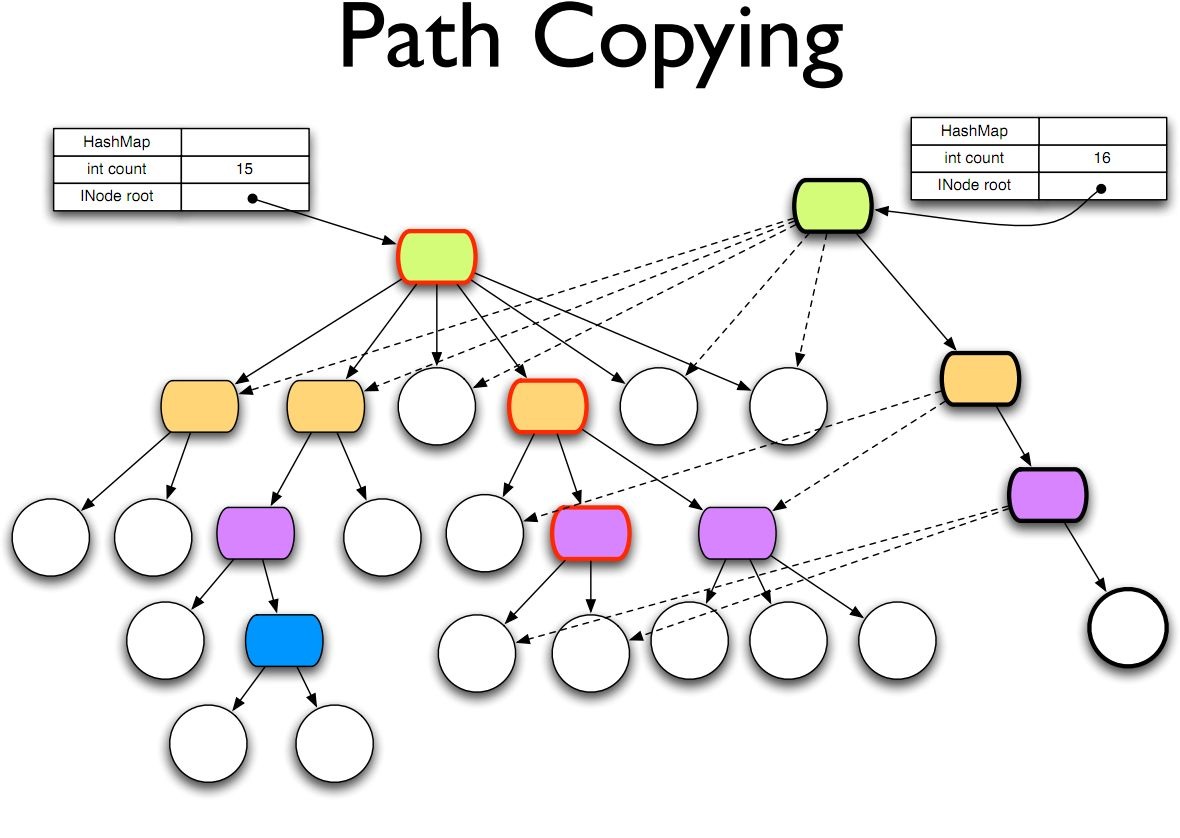 Path Copying
HashMap
int count 15
INode root
HashMap
int count 16
INode root